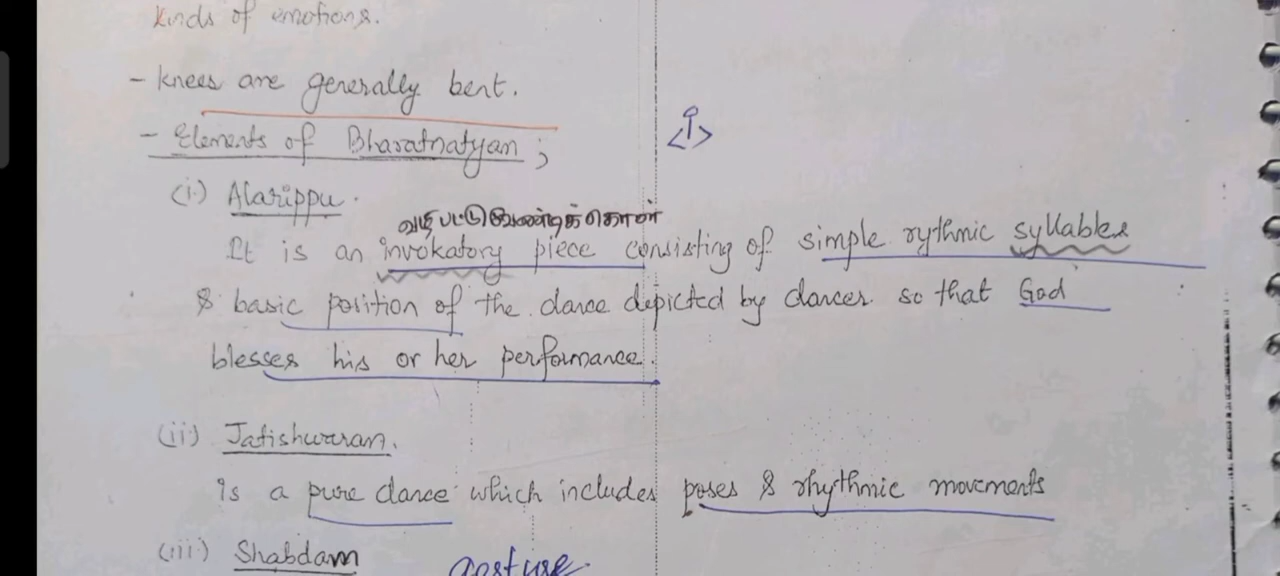 kinds of emotions.
- Knees are generally bent.
- Elements of Bharatnatyam ;
(i) Alarippu.
வழிபட்டு வேண்டிக்கொள்
It is an invokatory piece consisting of simple rythmic syllables
& basic position of the dance depicted by dancer so that God
blesses his or her performance.
(ii) Jatishwaram.
Is a pure dance which includes poses & rhythmic movements
(iii) Shabdam
gesture.